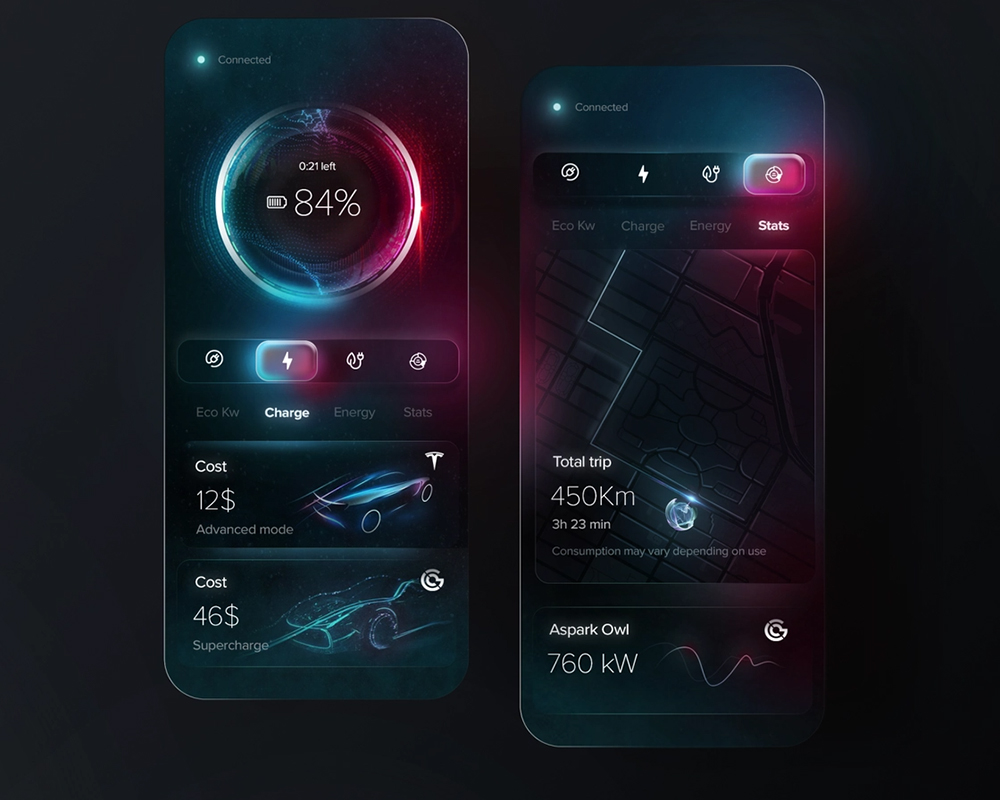 Connected
0:21 left
84%
Eco Kw
Charge
Energy
Stats
Cost
12$
Advanced mode
Cost
46$
Supercharge
Connected
Eco Kw
Charge
Energy
Stats
Total trip
450Km
3h 23 min
Consumption may vary depending on use
Aspark Owl
760 kW